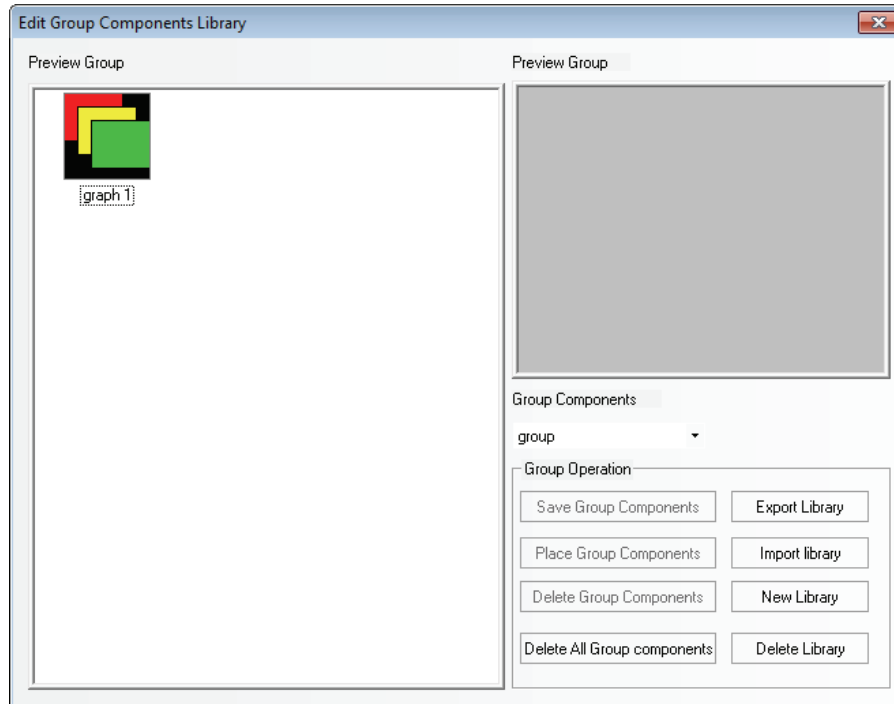 Edit Group Components Library
Preview Group
graph 1
Preview Group
Group Components
group
Group Operation
Save Group Components
Export Library
Place Group Components
Import library
Delete Group Components
New Library
Delete All Group components
Delete Library